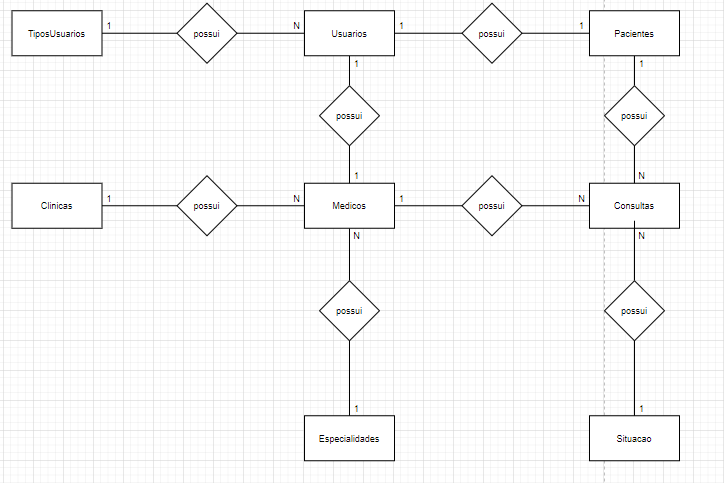 TiposUsuarios 1 possui N Usuarios 1 possui 1 Pacientes
1 1
possui possui
1 N
Clinicas 1 possui N Medicos 1 possui N Consultas
N N
possui possui
1 1
Especialidades Situacao